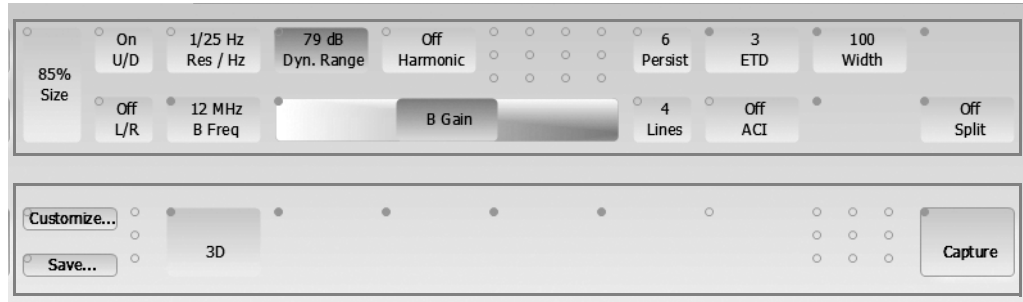 85%
Size
On
U/D
1/25 Hz
Res / Hz
79 dB
Dyn. Range
Off
Harmonic
6
Persist
3
ETD
100
Width
Off
L/R
12 MHz
B Freq
B Gain
4
Lines
Off
ACI
Off
Split
Customize...
Save...
3D
Capture